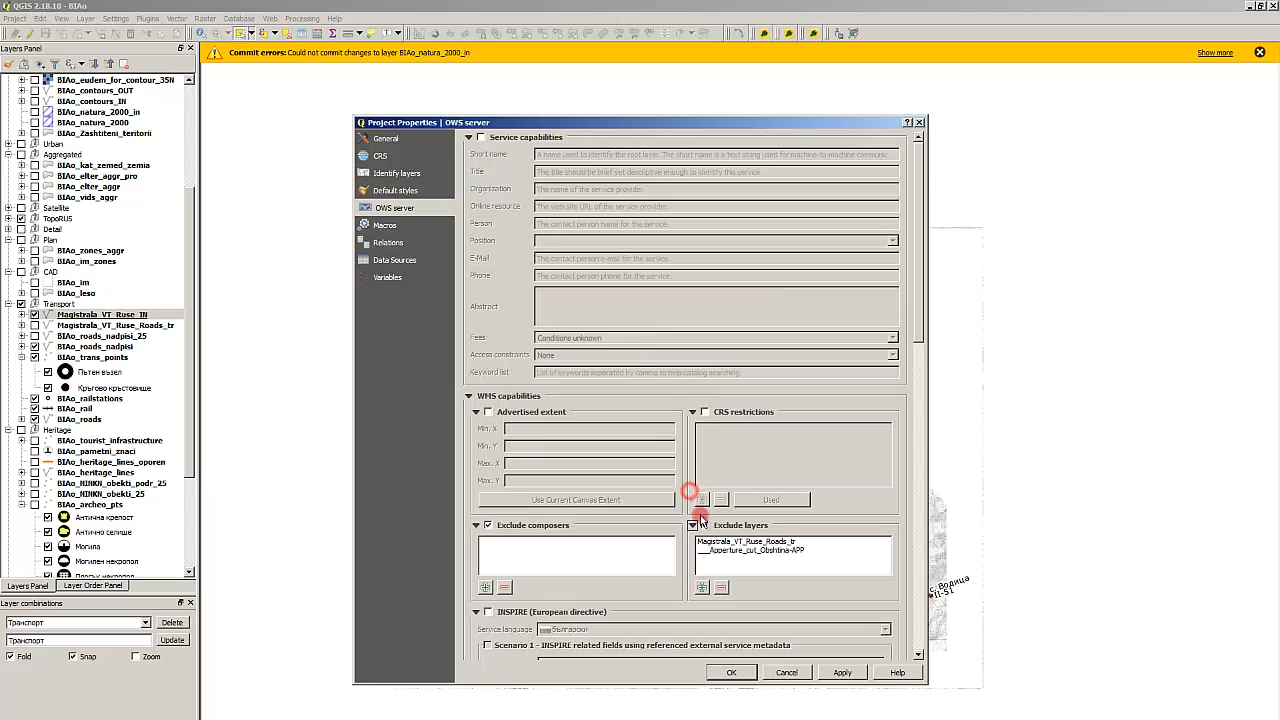 QGIS 2.18.10 - BIAo
Project Edit View Layer Settings Plugins Vector Raster Database Web Processing Help
Layers Panel
Commit errors: Could not commit changes to layer BIAo_natura_2000_in
Show more
BIAo_eudem_for_contour_35N
BIAo_contours_OUT
BIAo_contours_IN
BIAo_natura_2000_in
BIAo_natura_2000
BIAo_Zashtiteni_teritorii
Urban
Aggregated
BIAo_kat_zemed_zemia
BIAo_elter_aggr_pro
BIAo_elter_aggr
BIAo_vids_aggr
Satellite
TopoRUS
Detail
Plan
BIAo_zones_aggr
BIAo_im_zones
CAD
BIAo_im
BIAo_leso
Transport
Magistrala_VT_Ruse_IN
Magistrala_VT_Ruse_Roads_tr
BIAo_roads_nadpisi_25
BIAo_roads_nadpisi
BIAo_trans_points
Пътен възел
Кръгово кръстовище
BIAo_railstations
BIAo_rail
BIAo_roads
Heritage
BIAo_tourist_infrastructure
BIAo_pametni_znaci
BIAo_heritage_lines_oporen
BIAo_heritage_lines
BIAo_NINKN_obekti_podr_25
BIAo_NINKN_obekti_25
BIAo_archeo_pts
Антична крепост
Антично селище
Могила
Могилен некропол
Layers Panel Layer Order Panel
Layer combinations
Транспорт Delete
Транспорт Update
Fold Snap Zoom
Project Properties | OWS server
General
CRS
Identify layers
Default styles
OWS server
Macros
Relations
Data Sources
Variables
Service capabilities
Short name A name used to identify the root layer. The short name is a text string used for machine-to-machine communic
Title The title should be brief yet descriptive enough to identify this service.
Organization The name of the service provider.
Online resource The web site URL of the service provider.
Person The contact person name for the service.
Position
E-Mail The contact person e-mail for the service.
Phone The contact person phone for the service.
Abstract
Fees Conditions unknown
Access constraints None
Keyword list List of keywords separated by comma to help catalog searching.
WMS capabilities
Advertised extent
Min. X
Min. Y
Max. X
Max. Y
Use Current Canvas Extent
CRS restrictions
Used
Exclude composers
Exclude layers
Magistrala_VT_Ruse_Roads_tr
___Apperture_cut_Obshtina-APP
INSPIRE (European directive)
Service language Български
Scenario 1 - INSPIRE related fields using referenced external service metadata
OK Cancel Apply Help
с. Водица
II-51